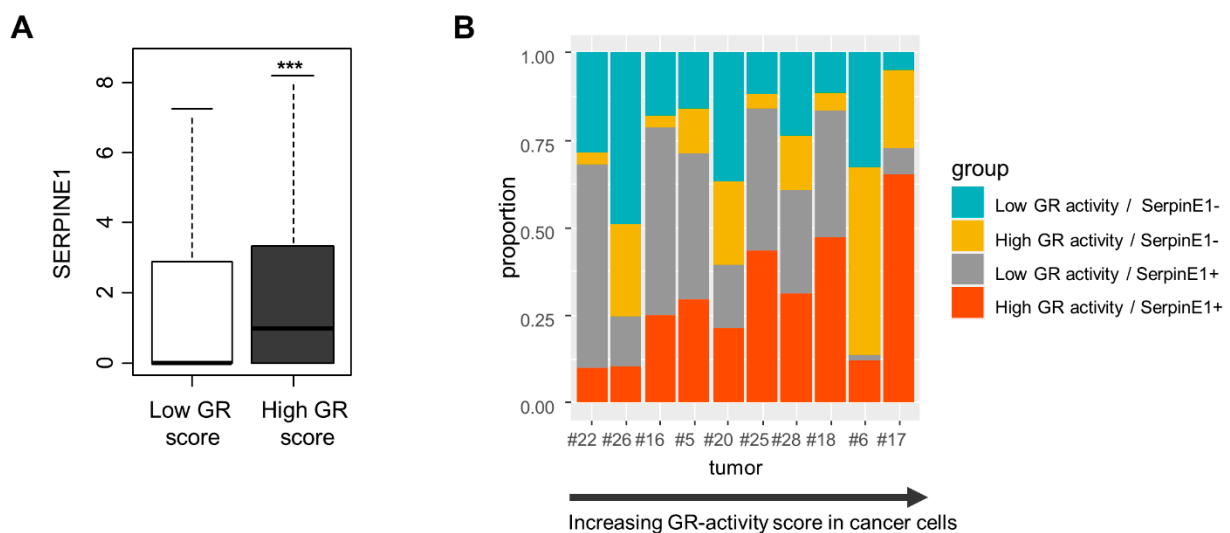 A
SERPINE1
8
6
4
2
0
***
Low GR
score
High GR
score
B
proportion
1.00
0.75
0.50
0.25
0.00
#22 #26 #16 #5 #20 #25 #28 #18 #6 #17
tumor
Increasing GR-activity score in cancer cells
group
Low GR activity / SerpinE1-
High GR activity / SerpinE1-
Low GR activity / SerpinE1+
High GR activity / SerpinE1+